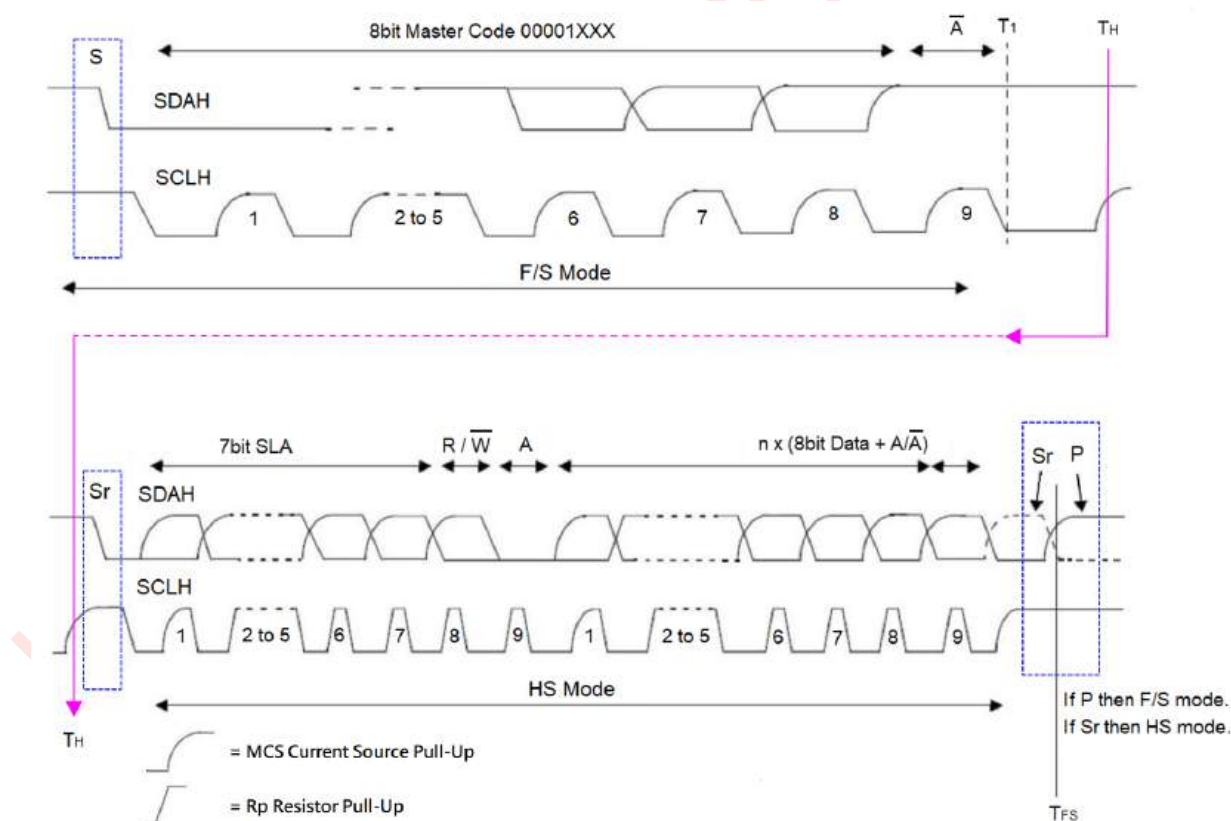 8bit Master Code 00001XXX
A̅
T1
TH
S
SDAH
SCLH
1
2 to 5
6
7
8
9
F/S Mode
7bit SLA
R / W̅
A
n x (8bit Data + A/A̅)
Sr
P
Sr
SDAH
SCLH
1
2 to 5
6
7
8
9
1
2 to 5
6
7
8
9
HS Mode
If P then F/S mode.
If Sr then HS mode.
TH
= MCS Current Source Pull-Up
= Rp Resistor Pull-Up
TFS